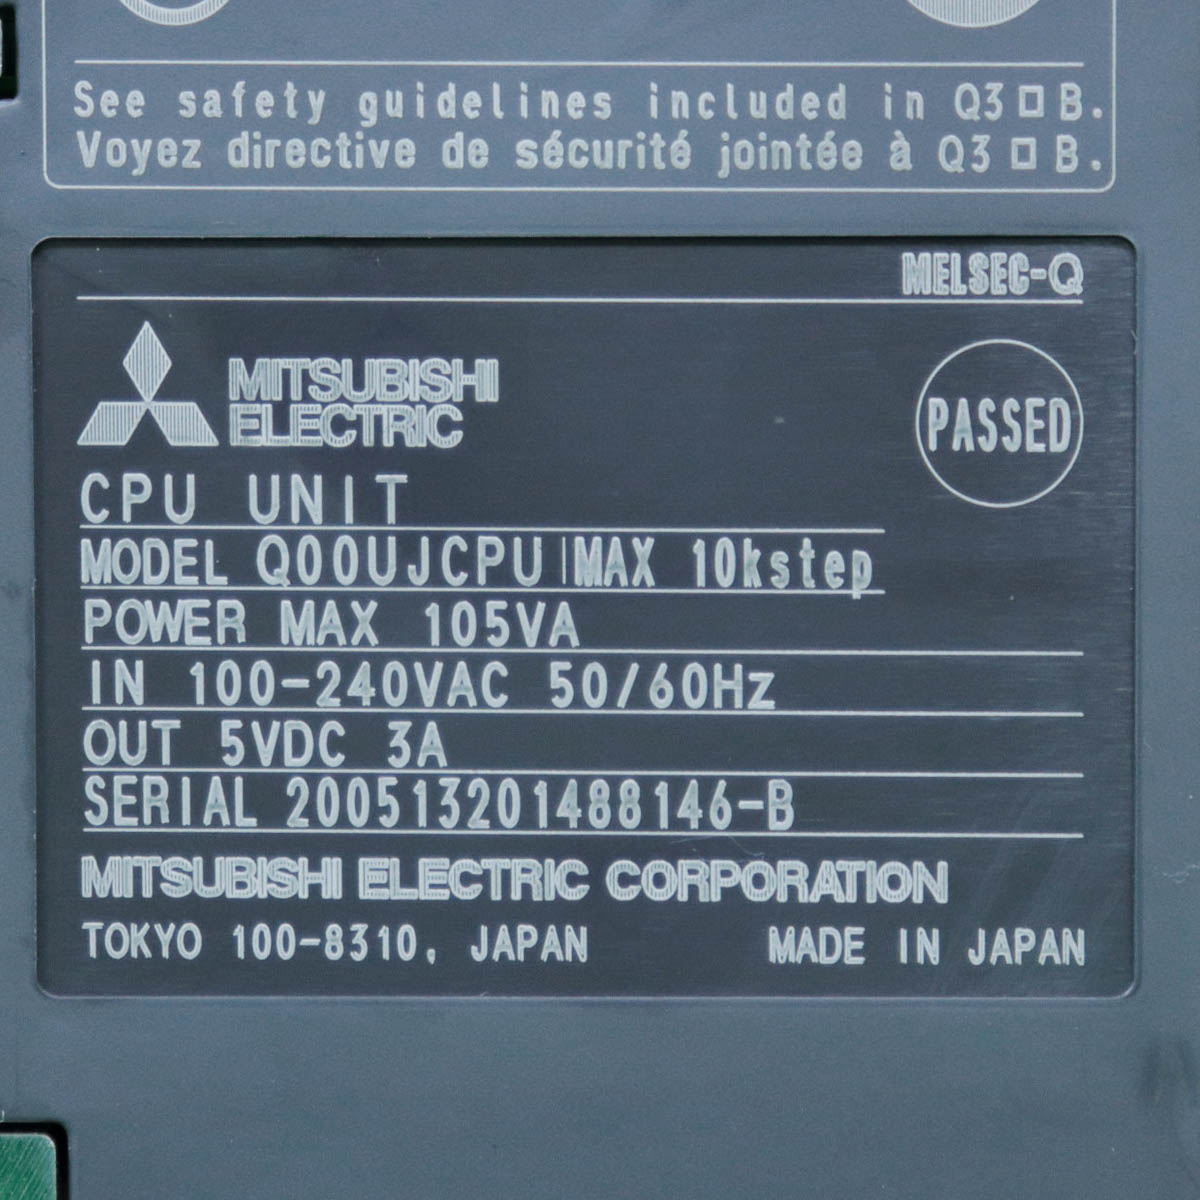 See safety guidelines included in Q3□B.
Voyez directive de sécurité jointée à Q3□B.
MELSEC-Q
MITSUBISHI
ELECTRIC
PASSED
CPU UNIT
MODEL Q00UJCPU|MAX 10kstep
POWER MAX 105VA
IN 100-240VAC 50/60Hz
OUT 5VDC 3A
SERIAL 200513201488146-B
MITSUBISHI ELECTRIC CORPORATION
TOKYO 100-8310, JAPAN MADE IN JAPAN